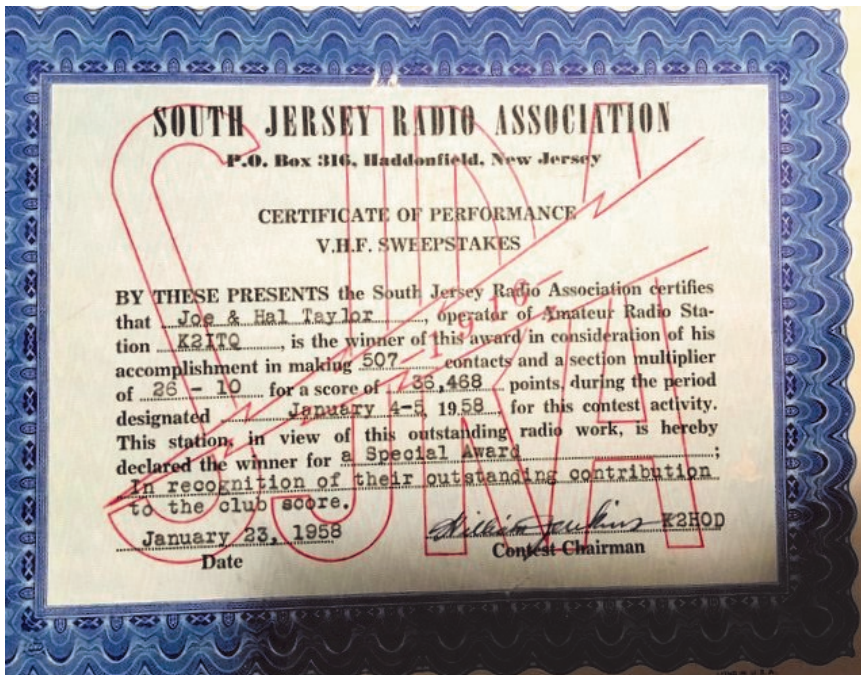 SOUTH JERSEY RADIO ASSOCIATION
P.O. Box 316, Haddonfield, New Jersey
CERTIFICATE OF PERFORMANCE
V.H.F. SWEEPSTAKES
BY THESE PRESENTS the South Jersey Radio Association certifies
that Joe & Hal Taylor, operator of Amateur Radio Sta-
tion K2ITQ, is the winner of this award in consideration of his
accomplishment in making 507 contacts and a section multiplier
of 26 - 10 for a score of 36,468 points, during the period
designated January 4-5, 1958, for this contest activity.
This station, in view of this outstanding radio work, is hereby
declared the winner for a Special Award;
In recognition of their outstanding contribution
to the club score.
January 23, 1958 William Jenkins K2HOD
Date Contest Chairman
SJRA
-1916-